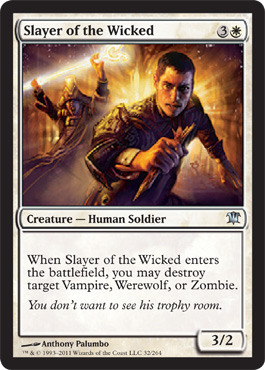 Slayer of the Wicked 3
Creature — Human Soldier
When Slayer of the Wicked enters
the battlefield, you may destroy
target Vampire, Werewolf, or Zombie.
You don't want to see his trophy room.
Anthony Palumbo
3/2
™ & © 1993–2011 Wizards of the Coast LLC 32/264